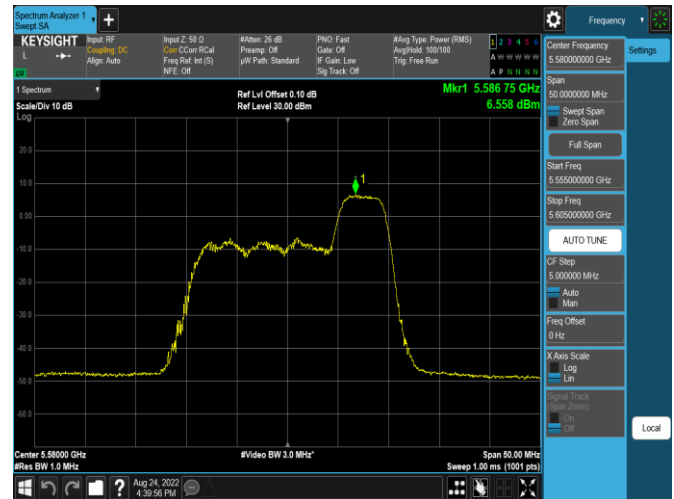 Spectrum Analyzer 1
Swept SA
Frequency
KEYSIGHT
L
Input: RF
Coupling: DC
Align: Auto
Input Z: 50 Ω
Corr CCorr RCal
Freq Ref: Int (S)
NFE: Off
#Atten: 26 dB
Preamp: Off
µW Path: Standard
PNO: Fast
Gate: Off
IF Gain: Low
Sig Track: Off
#Avg Type: Power (RMS)
Avg|Hold: 100/100
Trig: Free Run
1 2 3 4 5 6
A W W W W W
A P N N N N
1 Spectrum
Scale/Div 10 dB
Log
Ref Lvl Offset 0.10 dB
Ref Level 30.00 dBm
Mkr1 5.586 75 GHz
6.558 dBm
20.0
10.0
0.00
-10.0
-20.0
-30.0
-40.0
-50.0
-60.0
1
Center 5.58000 GHz
#Res BW 1.0 MHz
#Video BW 3.0 MHz*
Span 50.00 MHz
Sweep 1.00 ms (1001 pts)
Center Frequency
5.580000000 GHz
Settings
Span
50.0000000 MHz
Swept Span
Zero Span
Full Span
Start Freq
5.555000000 GHz
Stop Freq
5.605000000 GHz
AUTO TUNE
CF Step
5.000000 MHz
Auto
Man
Freq Offset
0 Hz
X Axis Scale
Log
Lin
Signal Track
(Span Zoom)
On
Off
Local
?
Aug 24, 2022
4:39:56 PM